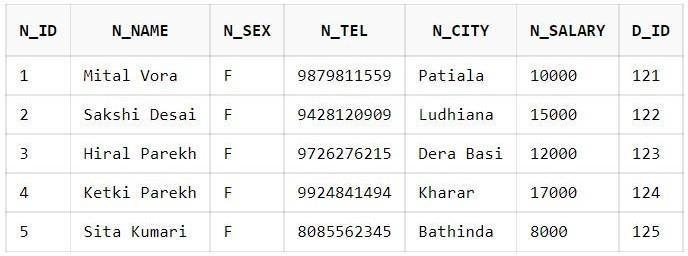 N_ID N_NAME N_SEX N_TEL N_CITY N_SALARY D_ID
1 Mital Vora F 9879811559 Patiala 10000 121
2 Sakshi Desai F 9428120909 Ludhiana 15000 122
3 Hiral Parekh F 9726276215 Dera Basi 12000 123
4 Ketki Parekh F 9924841494 Kharar 17000 124
5 Sita Kumari F 8085562345 Bathinda 8000 125